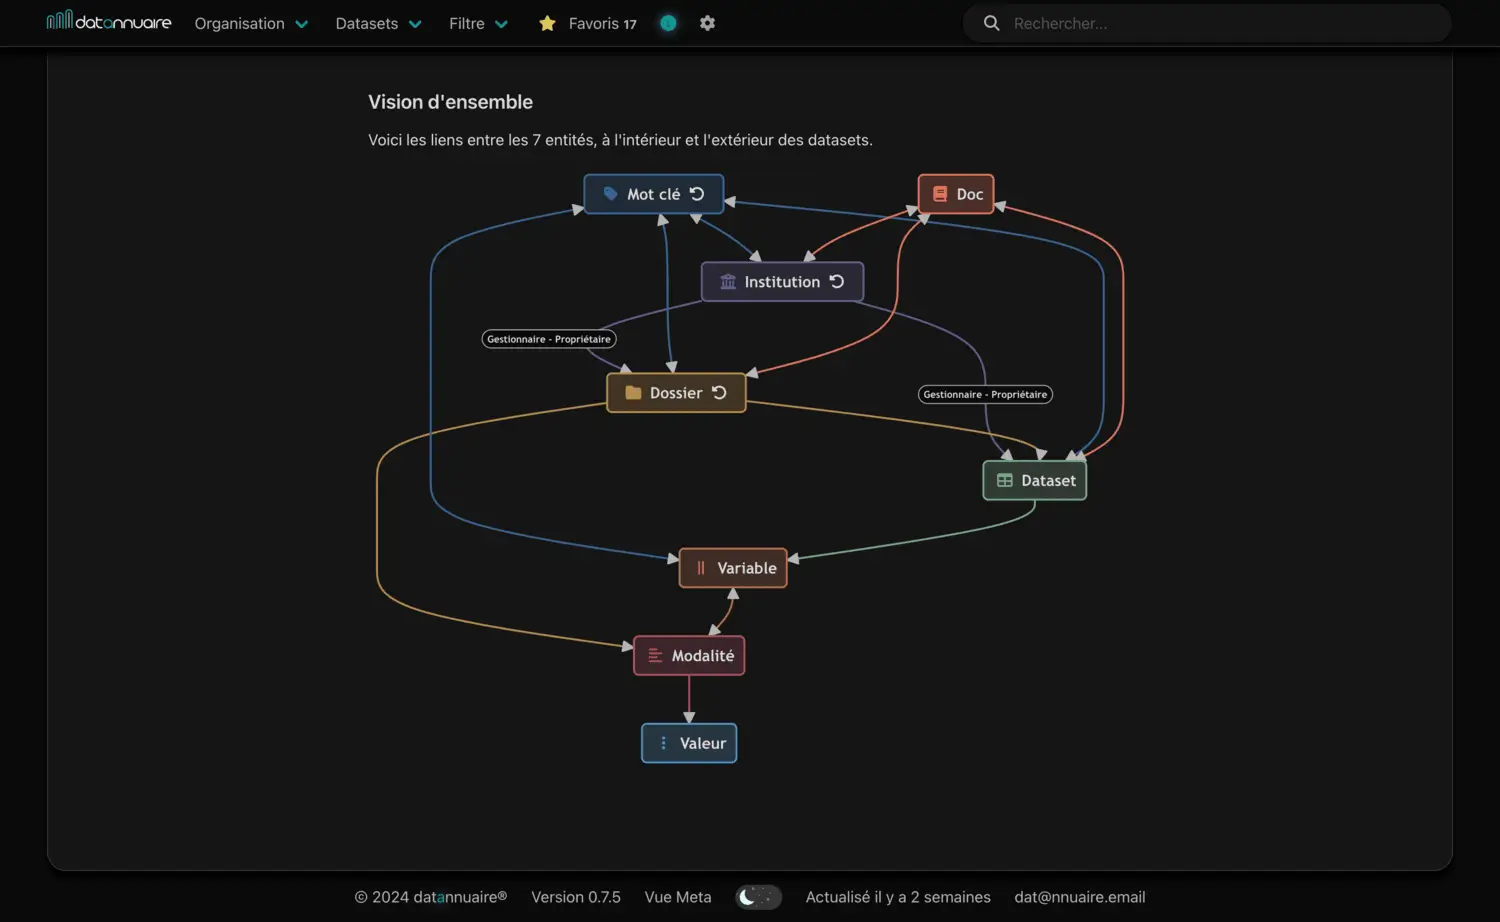 datannuaire Organisation Datasets Filtre Favoris 17 Rechercher...
Vision d'ensemble
Voici les liens entre les 7 entités, à l'intérieur et l'extérieur des datasets.
Mot clé
Doc
Institution
Gestionnaire - Propriétaire
Dossier
Gestionnaire - Propriétaire
Dataset
Variable
Modalité
Valeur
© 2024 datannuaire® Version 0.7.5 Vue Meta Actualisé il y a 2 semaines dat@nnuaire.email